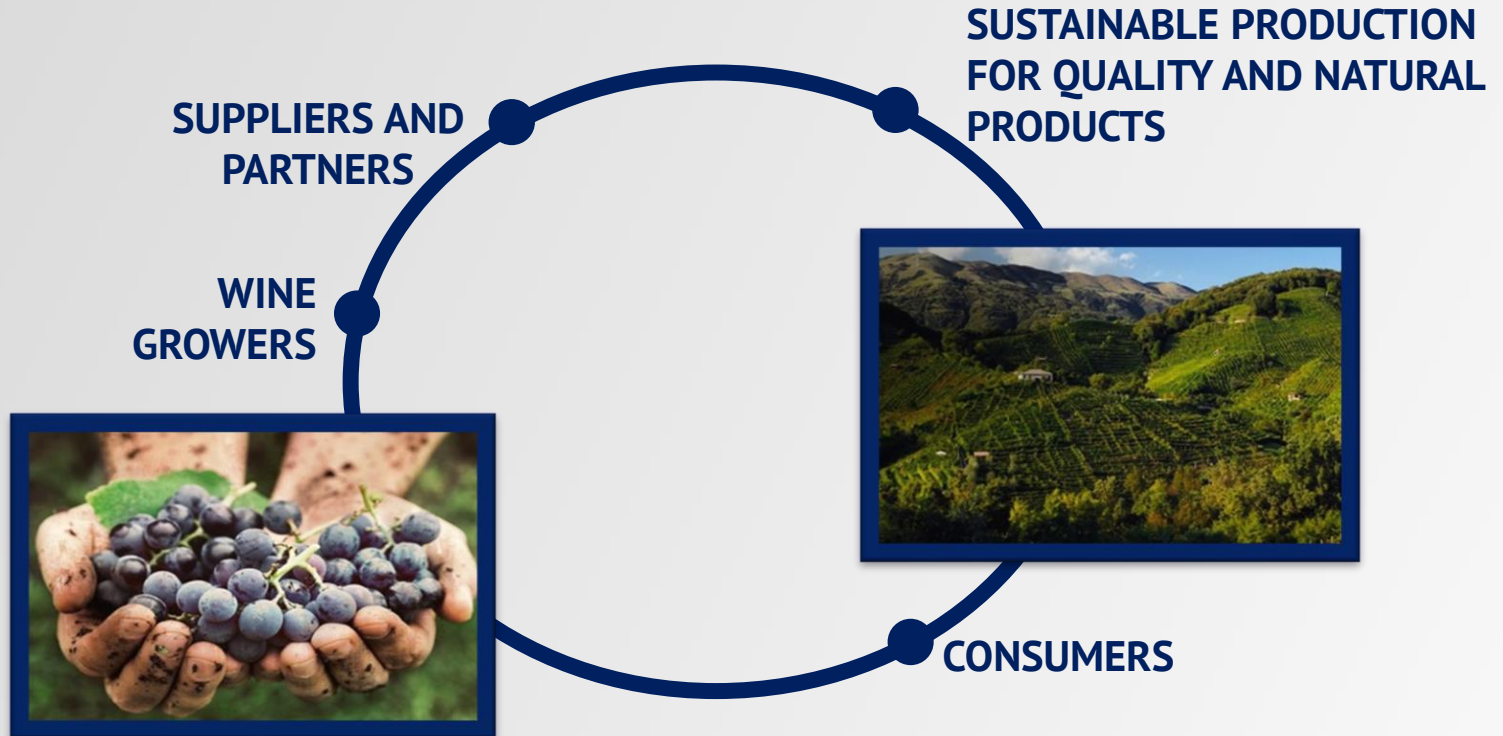 SUSTAINABLE PRODUCTION
FOR QUALITY AND NATURAL
PRODUCTS
SUPPLIERS AND
PARTNERS
WINE
GROWERS
CONSUMERS